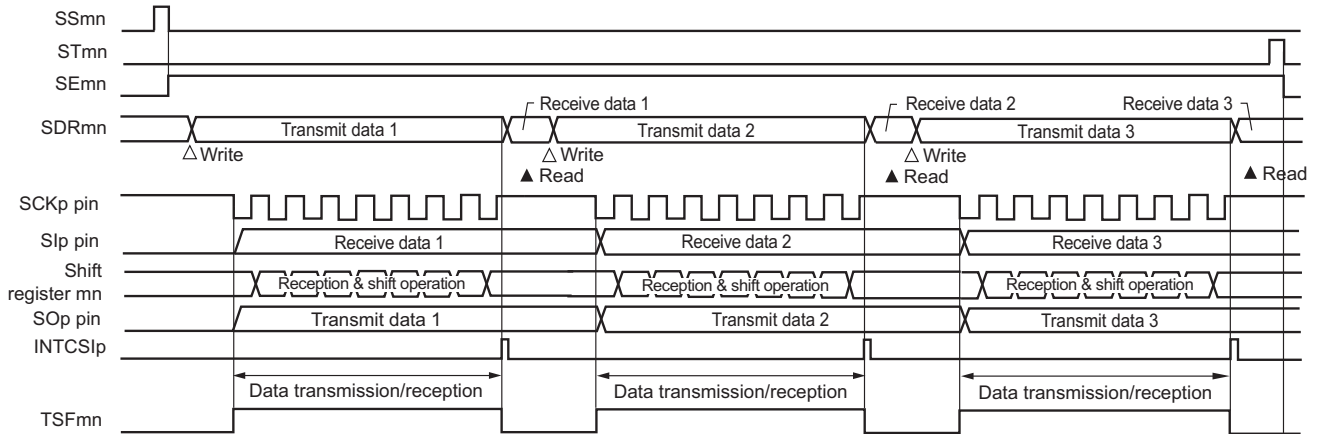 SSmn
STmn
SEmn
Receive data 1
Receive data 2
Receive data 3
SDRmn
Transmit data 1
Transmit data 2
Transmit data 3
△ Write
△ Write
△ Write
▲ Read
▲ Read
▲ Read
SCKp pin
SIp pin
Receive data 1
Receive data 2
Receive data 3
Shift
register mn
Reception & shift operation
Reception & shift operation
Reception & shift operation
SOp pin
Transmit data 1
Transmit data 2
Transmit data 3
INTCSIp
Data transmission/reception
Data transmission/reception
Data transmission/reception
TSFmn